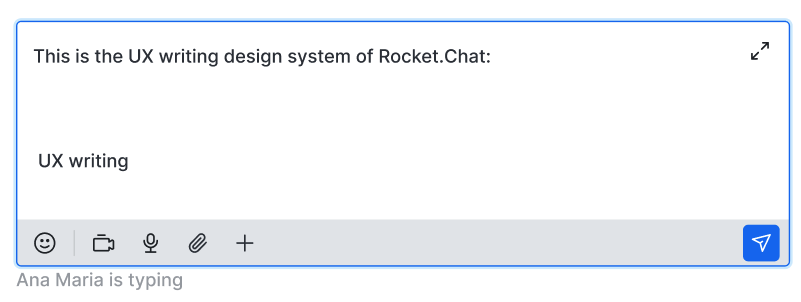 This is the UX writing design system of Rocket.Chat:
UX writing
Ana Maria is typing